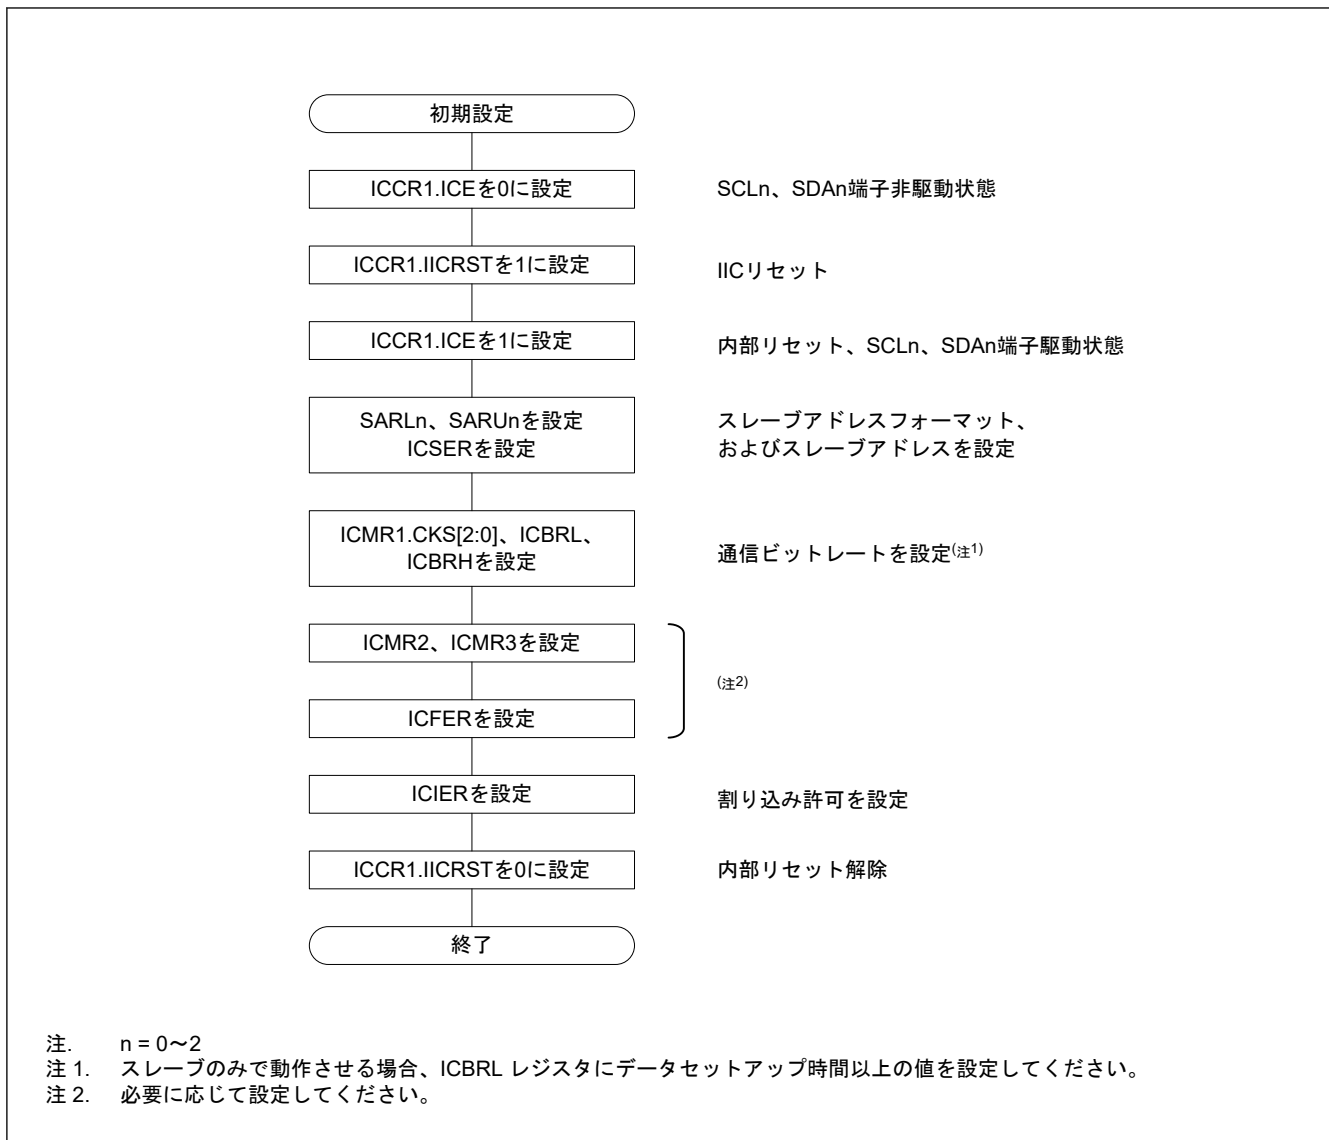 初期設定
ICCR1.ICEを0に設定
SCLn、SDAn端子非駆動状態
ICCR1.IICRSTを1に設定
IICリセット
ICCR1.ICEを1に設定
内部リセット、SCLn、SDAn端子駆動状態
SARLn、SARUnを設定
ICSERを設定
スレーブアドレスフォーマット、
およびスレーブアドレスを設定
ICMR1.CKS[2:0]、ICBRL、
ICBRHを設定
通信ビットレートを設定(注1)
ICMR2、ICMR3を設定
(注2)
ICFERを設定
ICIERを設定
割り込み許可を設定
ICCR1.IICRSTを0に設定
内部リセット解除
終了
注. n = 0〜2
注 1. スレーブのみで動作させる場合、ICBRL レジスタにデータセットアップ時間以上の値を設定してください。
注 2. 必要に応じて設定してください。